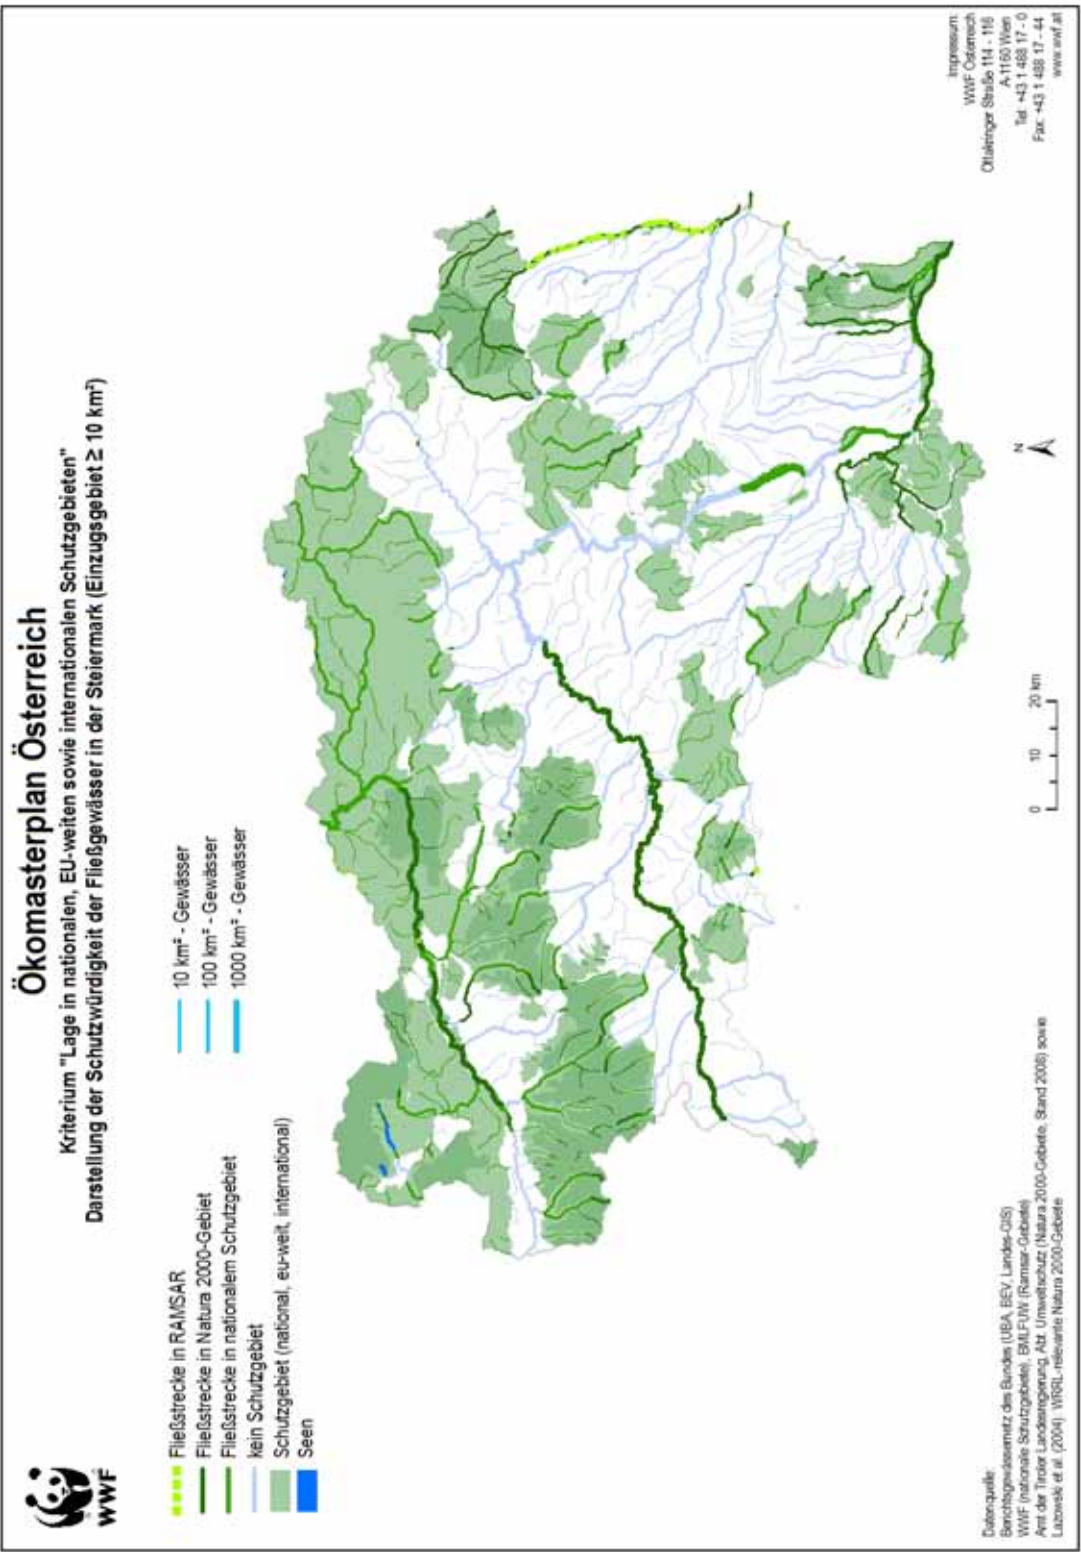 Ökomasterplan Österreich
Kriterium "Lage in nationalen, EU-weiten sowie internationalen Schutzgebieten"
Darstellung der Schutzwürdigkeit der Fließgewässer in der Steiermark (Einzugsgebiet ≥ 10 km²)
WWF
Fließstrecke in RAMSAR
Fließstrecke in Natura 2000-Gebiet
Fließstrecke in nationalem Schutzgebiet
kein Schutzgebiet
Schutzgebiet (national, eu-weit, international)
Seen
10 km² - Gewässer
100 km² - Gewässer
1000 km² - Gewässer
Datenquelle:
Berichtsgewässernetz des Bundes (UBA, BEV, Landes-GIS)
WWF (nationale Schutzgebiete), BMLFUW (Ramsar-Gebiete)
Amt der Tiroler Landesregierung, Abt. Umweltschutz (Natura 2000-Gebiete, Stand 2008) sowie
Lazowski et al. (2004): WRRL-relevante Natura 2000-Gebiete
0 10 20 km
N
Impressum:
WWF Österreich
Ottakringer Straße 114 - 116
A-1160 Wien
Tel: +43 1 488 17 - 0
Fax: +43 1 488 17 - 44
www.wwf.at